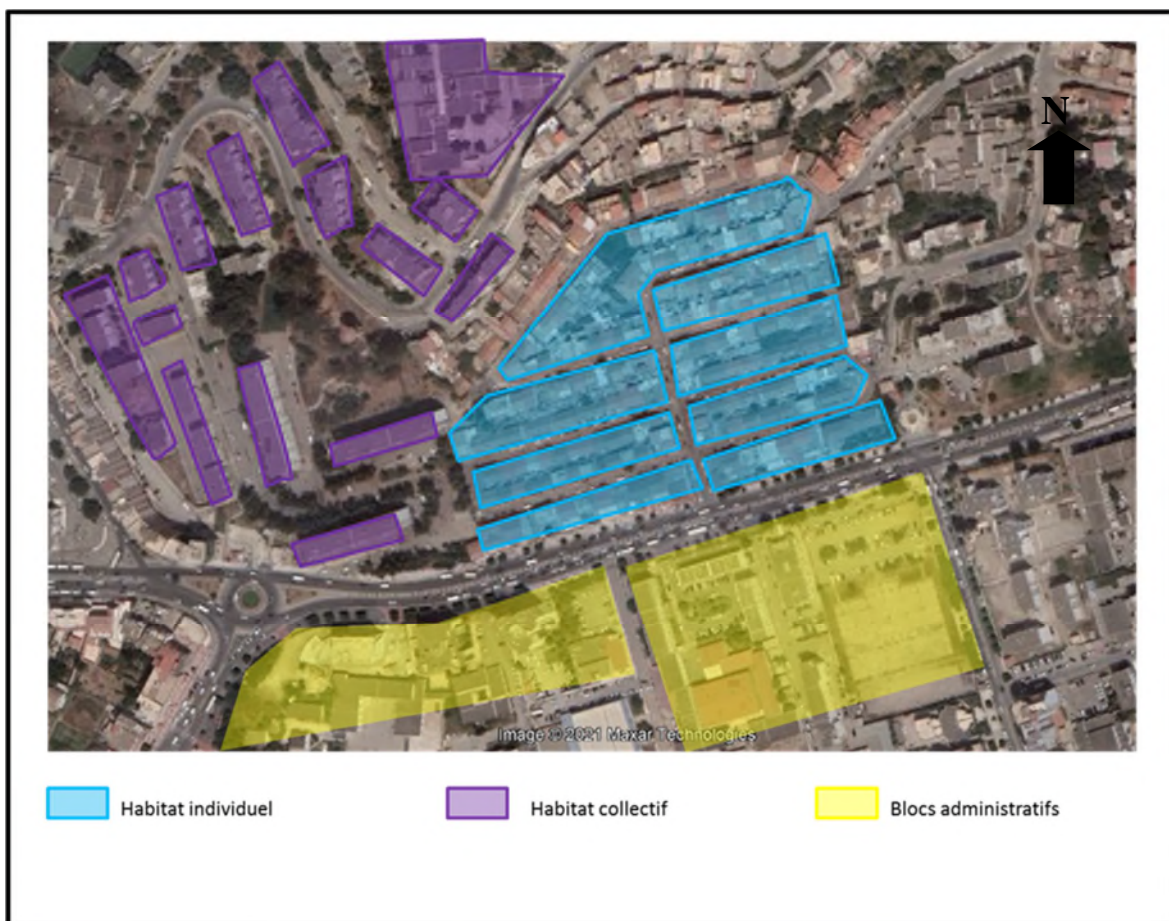 N
Image © 2021 Maxar Technologies
Habitat individuel
Habitat collectif
Blocs administratifs